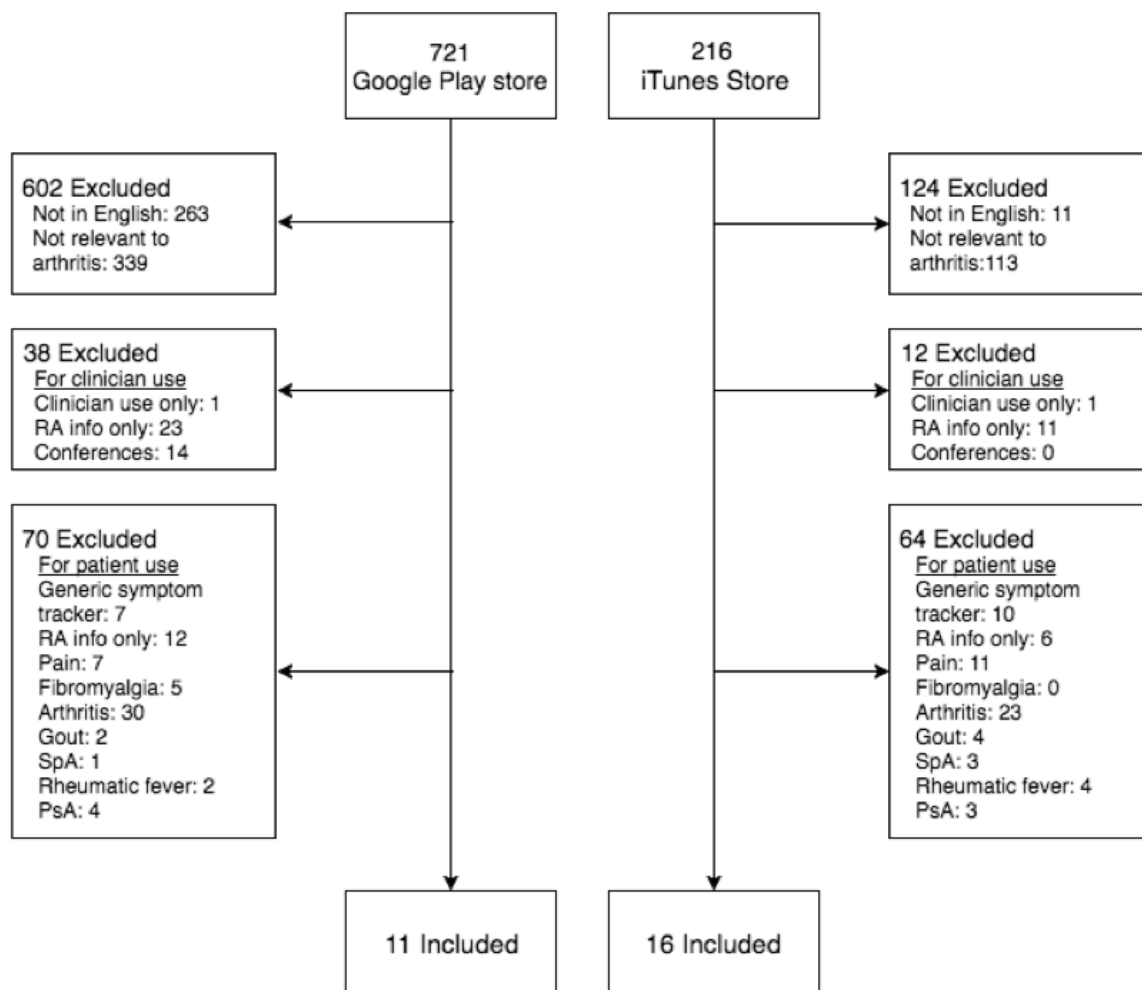 721
Google Play store
216
iTunes Store
602 Excluded
Not in English: 263
Not relevant to
arthritis: 339
124 Excluded
Not in English: 11
Not relevant to
arthritis:113
38 Excluded
For clinician use
Clinician use only: 1
RA info only: 23
Conferences: 14
12 Excluded
For clinician use
Clinician use only: 1
RA info only: 11
Conferences: 0
70 Excluded
For patient use
Generic symptom
tracker: 7
RA info only: 12
Pain: 7
Fibromyalgia: 5
Arthritis: 30
Gout: 2
SpA: 1
Rheumatic fever: 2
PsA: 4
64 Excluded
For patient use
Generic symptom
tracker: 10
RA info only: 6
Pain: 11
Fibromyalgia: 0
Arthritis: 23
Gout: 4
SpA: 3
Rheumatic fever: 4
PsA: 3
11 Included
16 Included